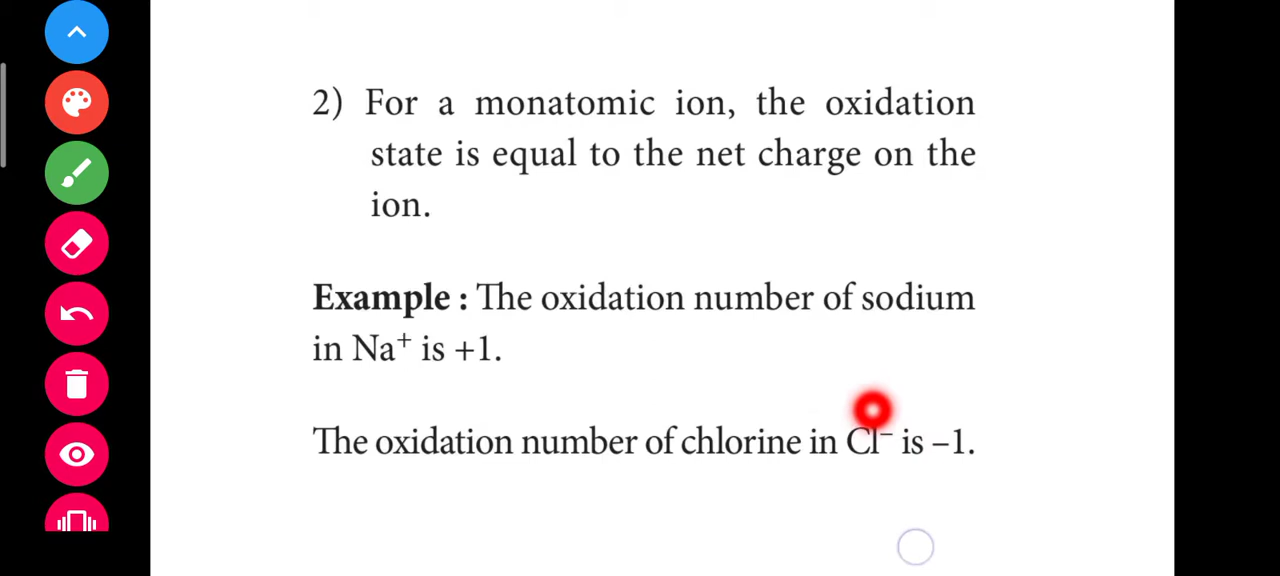 2) For a monatomic ion, the oxidation
state is equal to the net charge on the
ion.
Example : The oxidation number of sodium
in Na⁺ is +1.
The oxidation number of chlorine in Cl⁻ is –1.